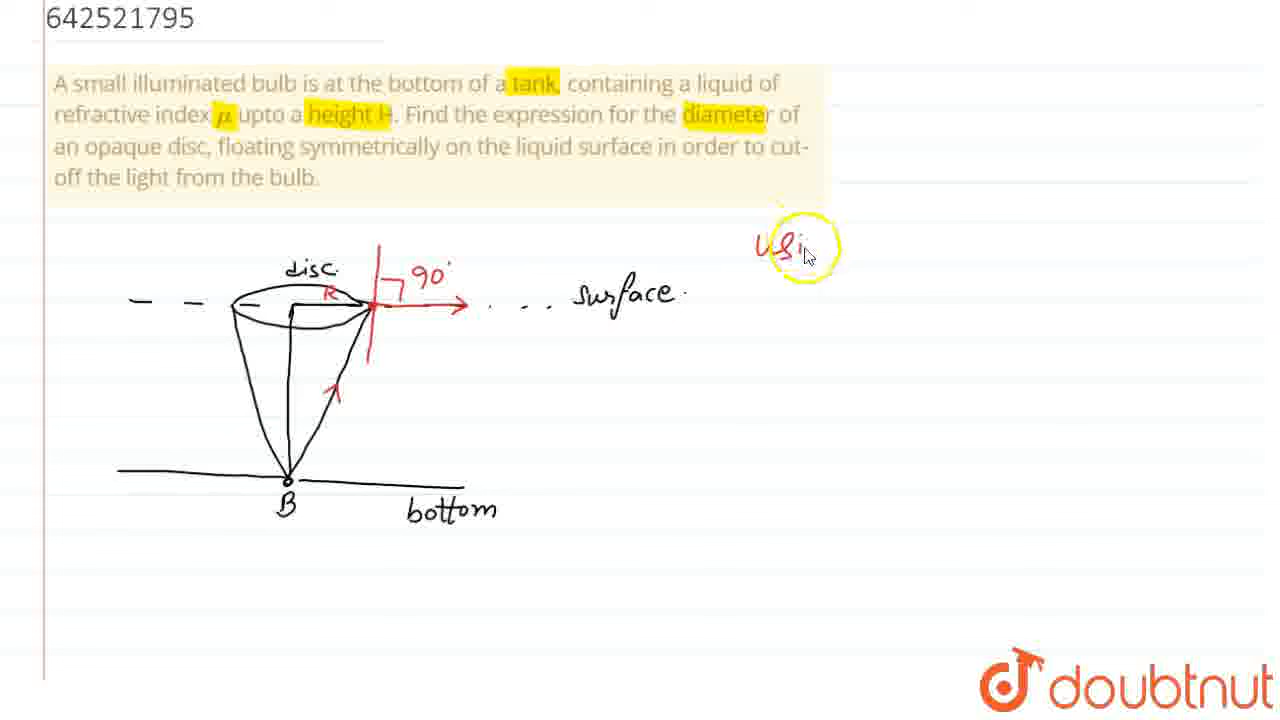 642521795
A small illuminated bulb is at the bottom of a tank, containing a liquid of
refractive index μ upto a height H. Find the expression for the diameter of
an opaque disc, floating symmetrically on the liquid surface in order to cut-
off the light from the bulb.
usi
disc.
90°
R
surface.
B
bottom
doubtnut